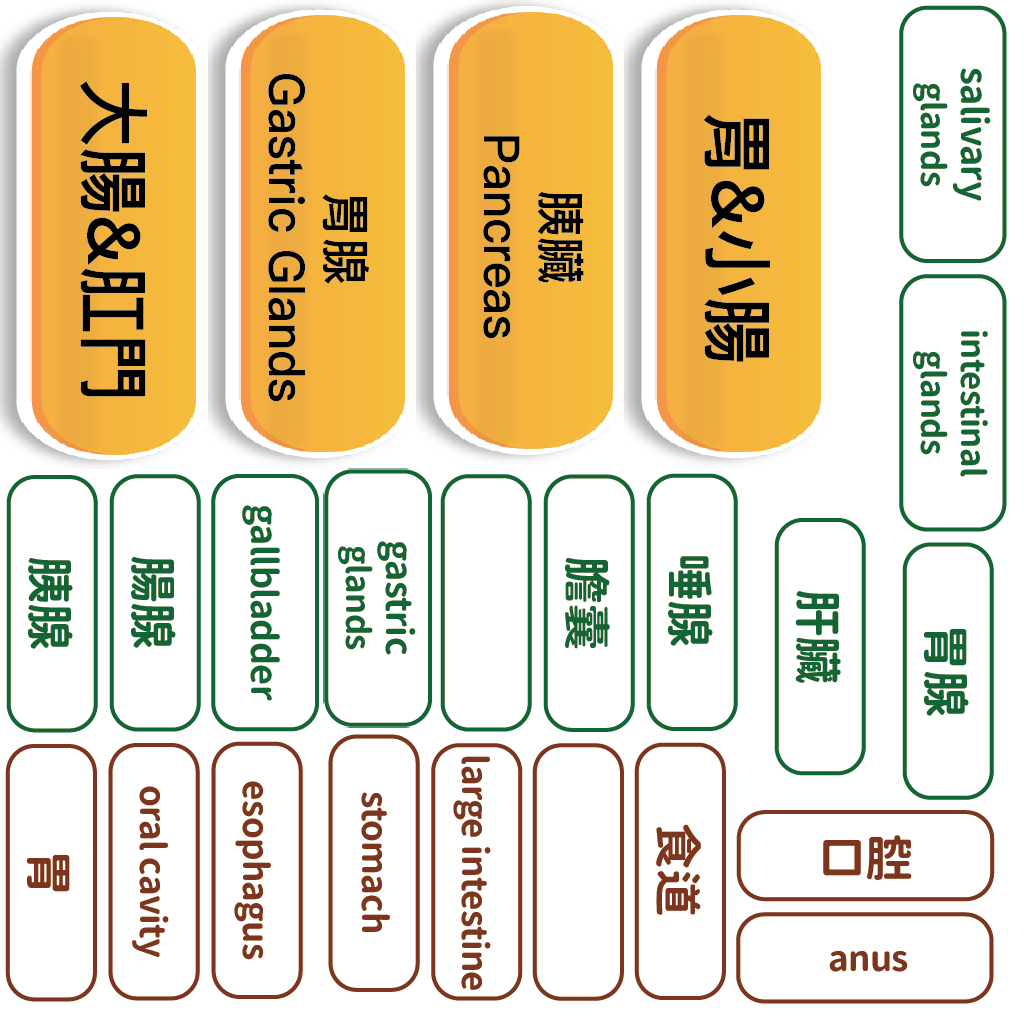 大腸&肛門
胃腺
Gastric Glands
胰臟
Pancreas
胃&小腸
salivary
glands
intestinal
glands
胰腺
腸腺
gallbladder
gastric
glands
膽囊
唾腺
肝臟
胃腺
胃
oral cavity
esophagus
stomach
large intestine
食道
口腔
anus